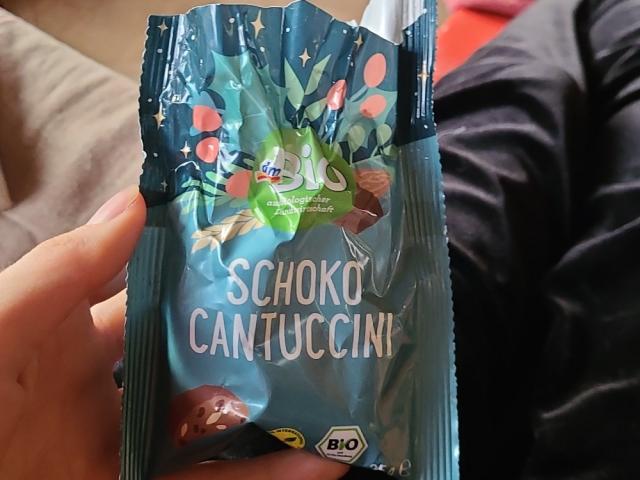 dm
Bio
aus ökologischer
Landwirtschaft
SCHOKO
CANTUCCINI
BiO